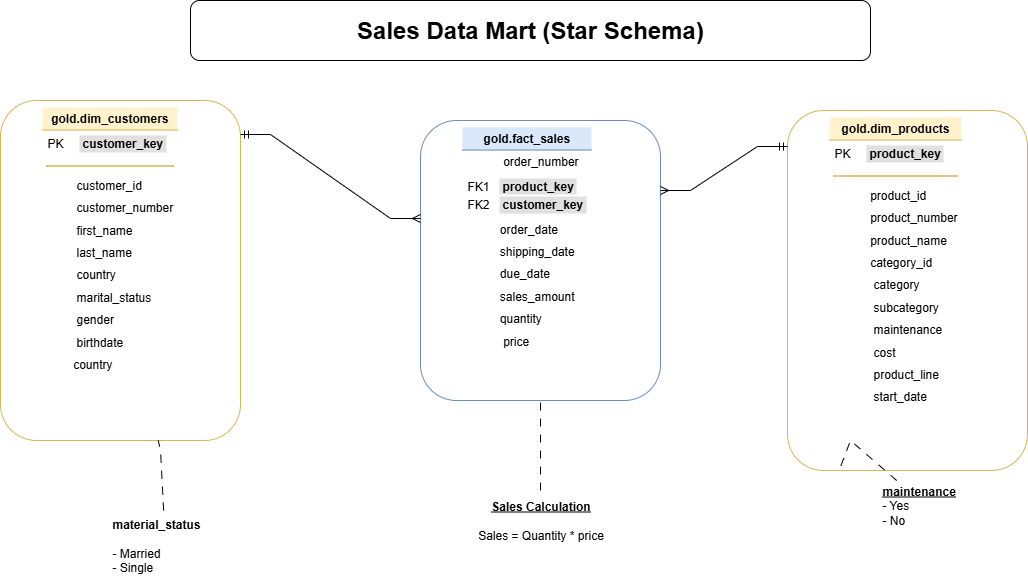 Sales Data Mart (Star Schema)
gold.dim_customers
PK customer_key
customer_id
customer_number
first_name
last_name
country
marital_status
gender
birthdate
country
gold.fact_sales
order_number
FK1 product_key
FK2 customer_key
order_date
shipping_date
due_date
sales_amount
quantity
price
gold.dim_products
PK product_key
product_id
product_number
product_name
category_id
category
subcategory
maintenance
cost
product_line
start_date
material_status
- Married
- Single
Sales Calculation
Sales = Quantity * price
maintenance
- Yes
- No